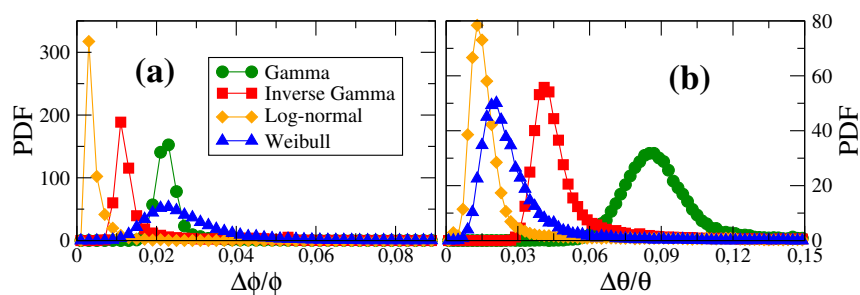 PDF
300
200
100
0
(a)
Gamma
Inverse Gamma
Log-normal
Weibull
0 0,02 0,04 0,06 0,08
Δϕ/ϕ
(b)
80
60
40
20
0
PDF
0 0,03 0,06 0,09 0,12 0,15
Δθ/θ